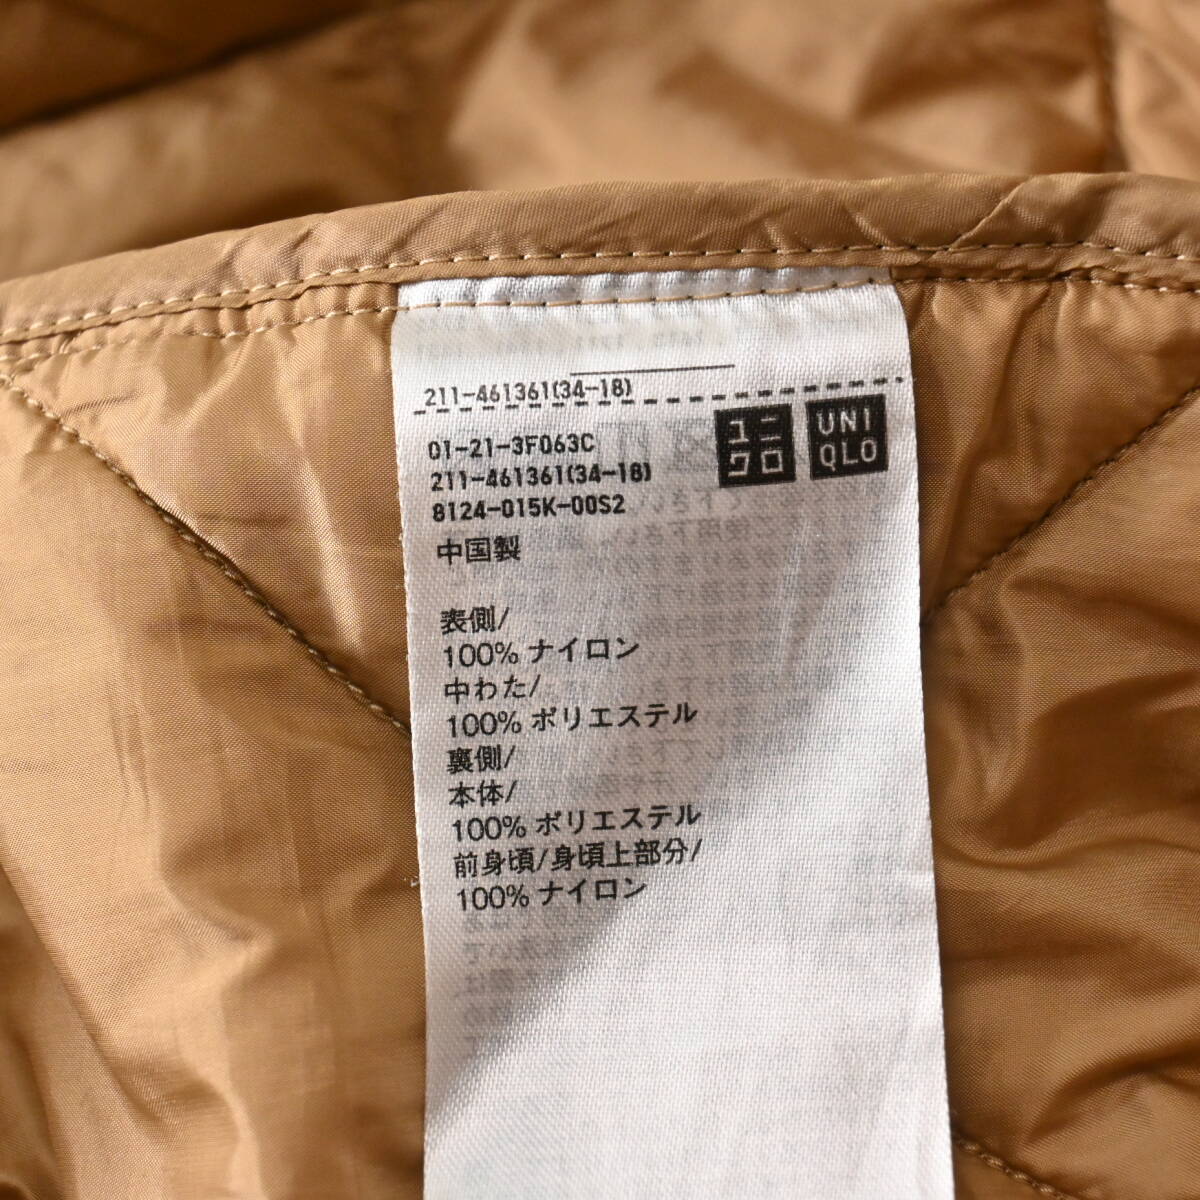 211-461361(34-18)
01-21-3F063C
211-461361(34-18)
8124-015K-00S2
ユニ
クロ
UNI
QLO
中国製
表側/
100% ナイロン
中わた/
100% ポリエステル
裏側/
本体/
100% ポリエステル
前身頃/身頃上部分/
100% ナイロン